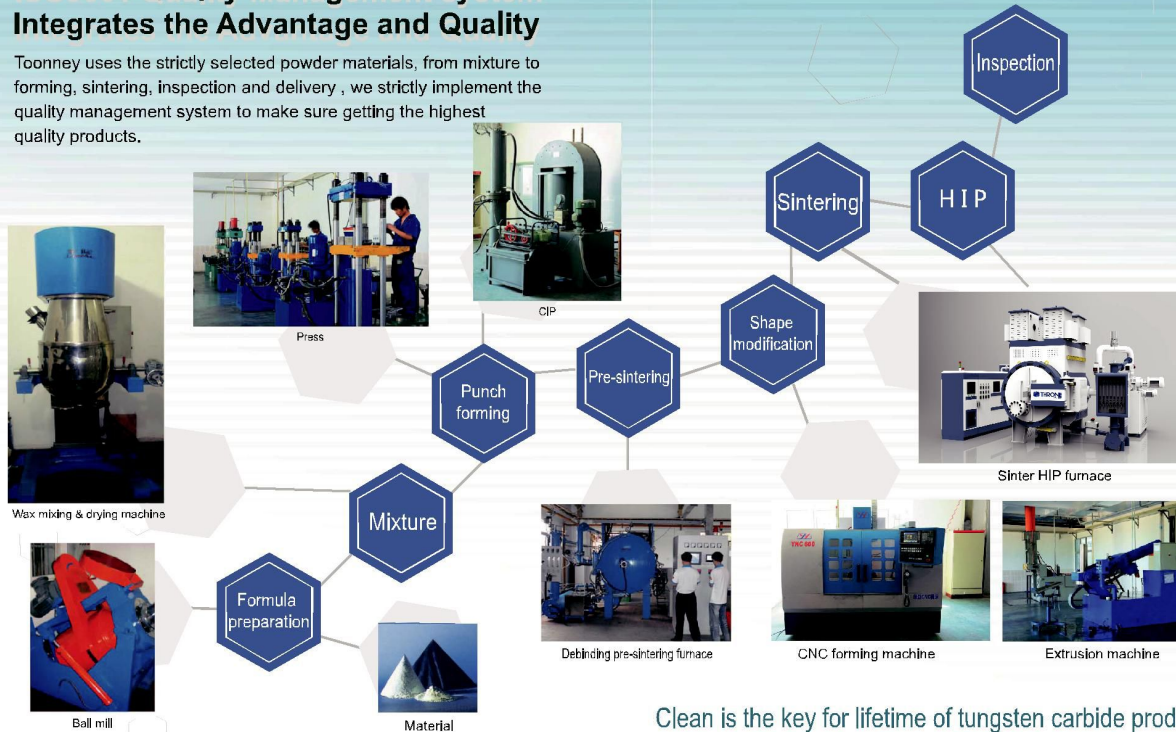 Integrates the Advantage and Quality
Toonney uses the strictly selected powder materials, from mixture to
forming, sintering, inspection and delivery , we strictly implement the
quality management system to make sure getting the highest
quality products.
Inspection
HIP
Sintering
Shape
modification
Pre-sintering
Punch
forming
Mixture
Formula
preparation
Press
CIP
Wax mixing & drying machine
Ball mill
Material
Debinding pre-sintering furnace
CNC forming machine
Extrusion machine
Sinter HIP furnace
Clean is the key for lifetime of tungsten carbide prod